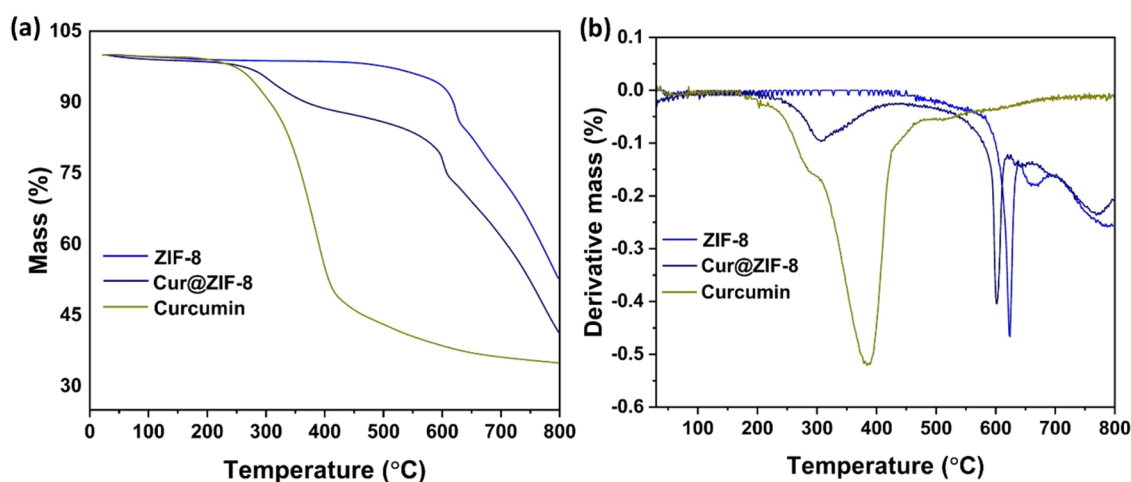 (a)
105
90
75
60
45
30
Mass (%)
ZIF-8
Cur@ZIF-8
Curcumin
0 100 200 300 400 500 600 700 800
Temperature (°C)
(b)
0.1
0.0
-0.1
-0.2
-0.3
-0.4
-0.5
-0.6
Derivative mass (%)
ZIF-8
Cur@ZIF-8
Curcumin
100 200 300 400 500 600 700 800
Temperature (°C)